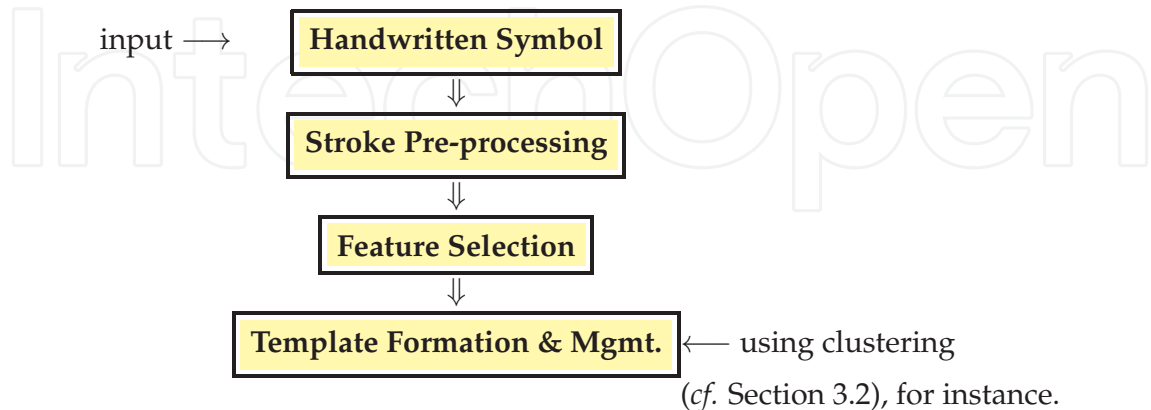 IntechOpen
input ⟶ Handwritten Symbol
⇓
Stroke Pre-processing
⇓
Feature Selection
⇓
Template Formation & Mgmt. ⟵ using clustering
(cf. Section 3.2), for instance.